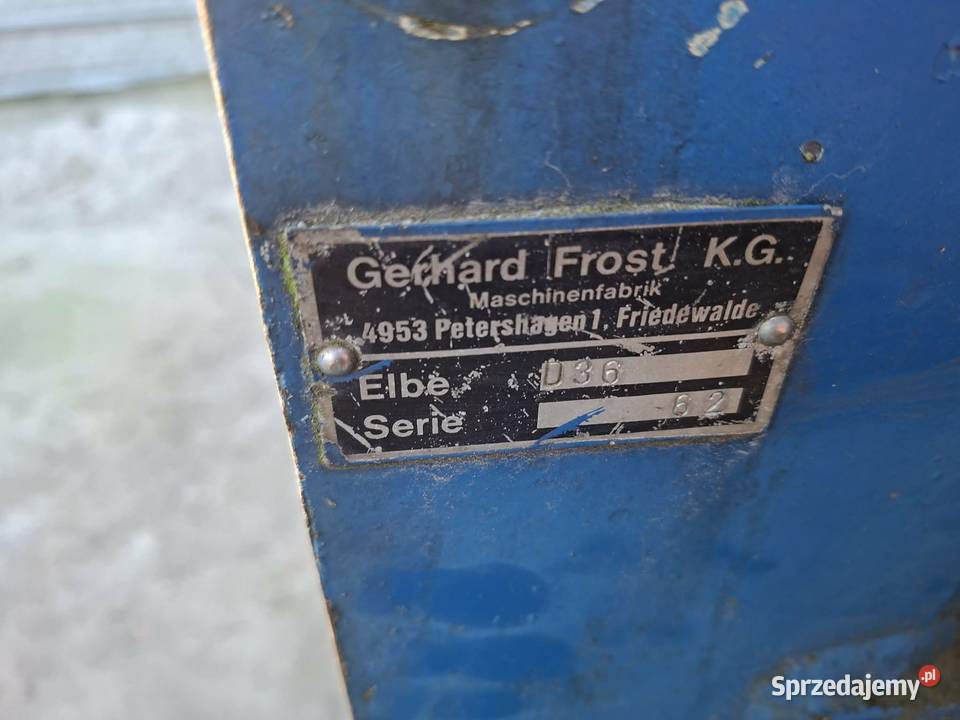 Gerhard Frost K.G.
Maschinenfabrik
4953 Petershagen 1, Friedewalde
Elbe D36
Serie 62
Sprzedajemy.pl